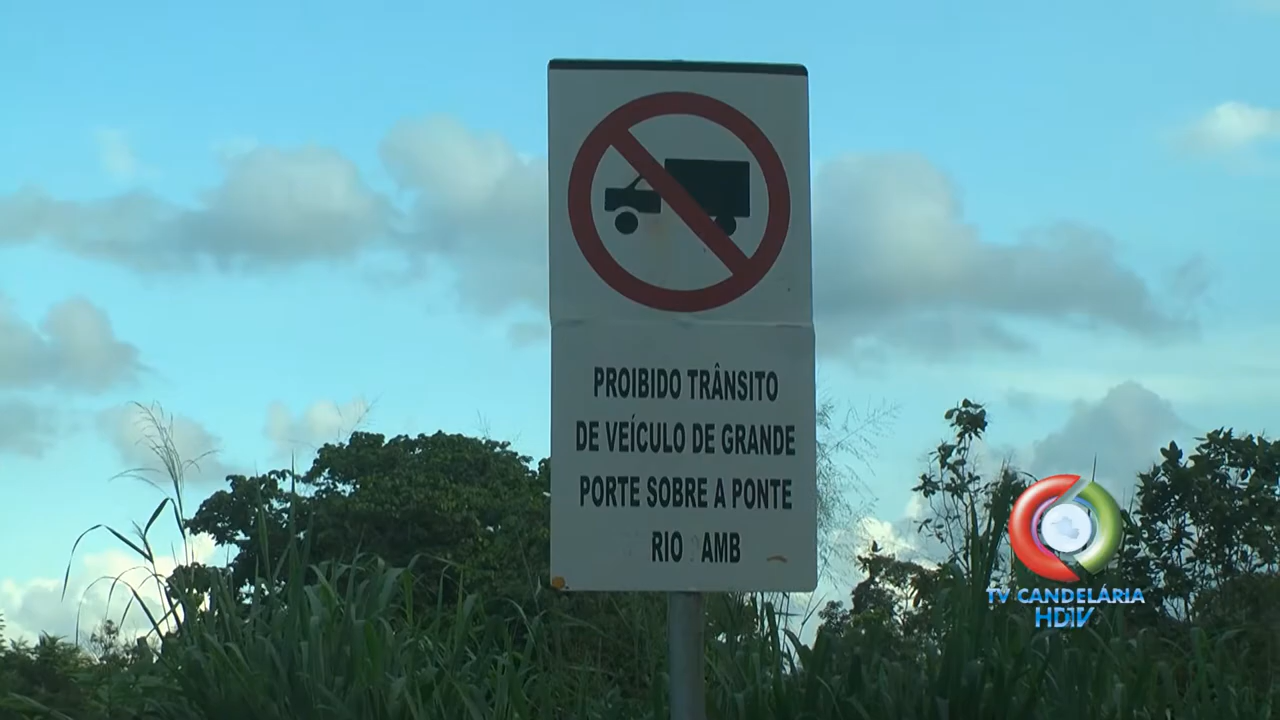 PROIBIDO TRÂNSITO
DE VEÍCULO DE GRANDE
PORTE SOBRE A PONTE
RIO AMB
TV CANDELÁRIA
HDTV